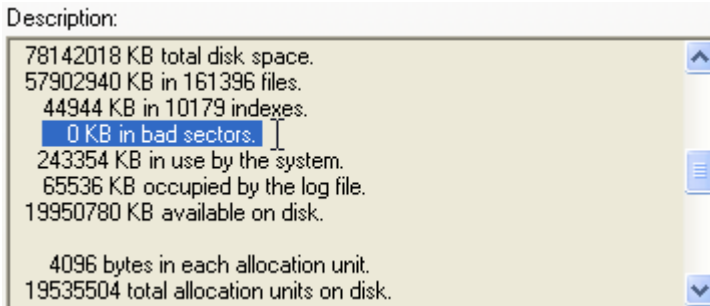 Description:
78142018 KB total disk space.
57902940 KB in 161396 files.
44944 KB in 10179 indexes.
0 KB in bad sectors.
243354 KB in use by the system.
65536 KB occupied by the log file.
19950780 KB available on disk.
4096 bytes in each allocation unit.
19535504 total allocation units on disk.